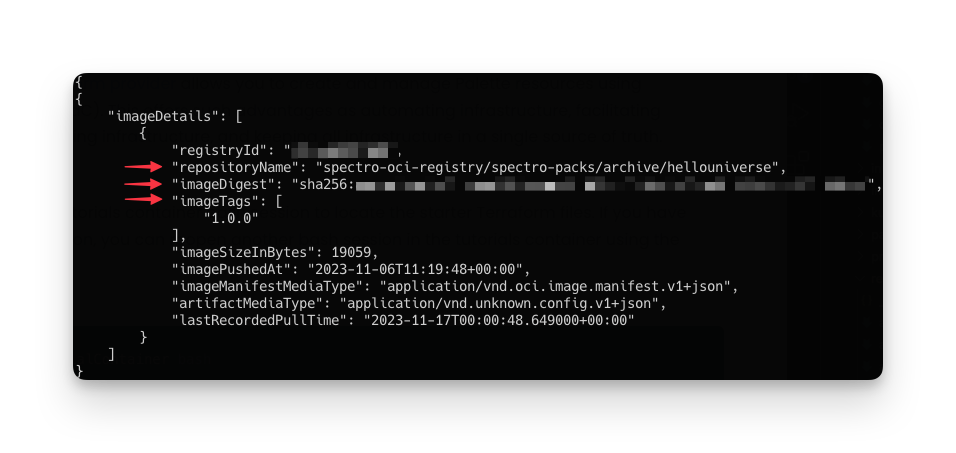 {
{
    "imageDetails": [
        {
            "registryId": "            ",
            "repositoryName": "spectro-oci-registry/spectro-packs/archive/hellouniverse",
            "imageDigest": "sha256:            ",
            "imageTags": [
                "1.0.0"
            ],
            "imageSizeInBytes": 19059,
            "imagePushedAt": "2023-11-06T11:19:48+00:00",
            "imageManifestMediaType": "application/vnd.oci.image.manifest.v1+json",
            "artifactMediaType": "application/vnd.unknown.config.v1+json",
            "lastRecordedPullTime": "2023-11-17T00:00:48.649000+00:00"
        }
    ]
}